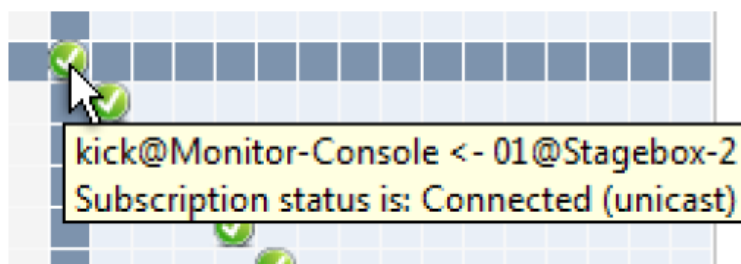 kick@Monitor-Console <- 01@Stagebox-2
Subscription status is: Connected (unicast)